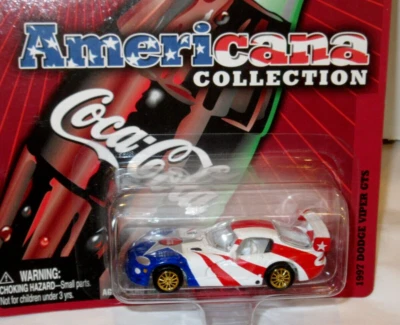 Americana
COLLECTION
Coca-Cola
WARNING:
CHOKING HAZARD—Small parts.
Not for children under 3 yrs.
1997 DODGE VIPER GTS